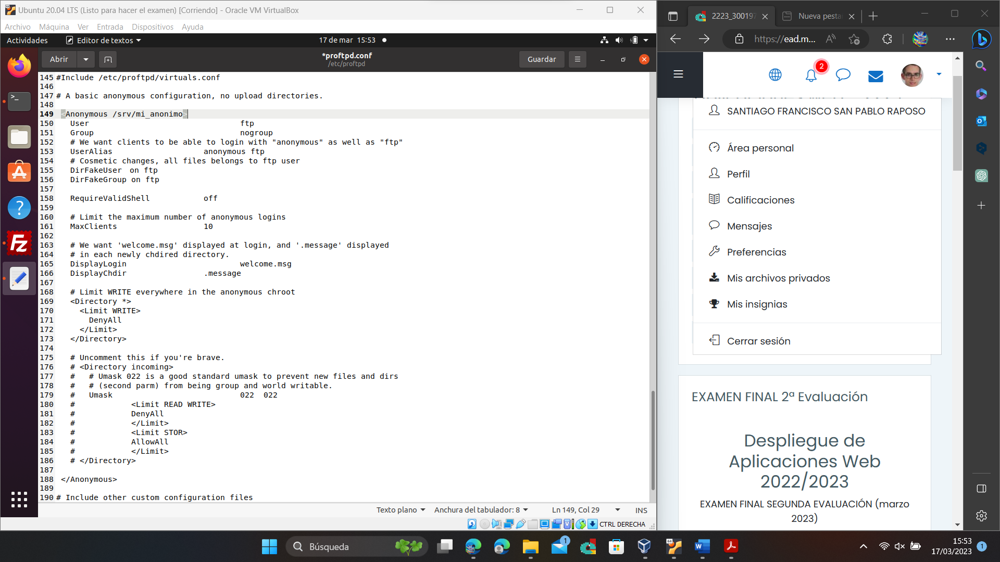 Ubuntu 20.04 LTS (Listo para hacer el examen) [Corriendo] - Oracle VM VirtualBox
Archivo Máquina Ver Entrada Dispositivos Ayuda
Actividades Editor de textos 17 de mar 15:53
Abrir *proftpd.conf Guardar
/etc/proftpd
145 #Include /etc/proftpd/virtuals.conf
146
147 # A basic anonymous configuration, no upload directories.
148
149 <Anonymous /srv/mi_anonimo>
150 User ftp
151 Group nogroup
152 # We want clients to be able to login with "anonymous" as well as "ftp"
153 UserAlias anonymous ftp
154 # Cosmetic changes, all files belongs to ftp user
155 DirFakeUser on ftp
156 DirFakeGroup on ftp
157
158 RequireValidShell off
159
160 # Limit the maximum number of anonymous logins
161 MaxClients 10
162
163 # We want 'welcome.msg' displayed at login, and '.message' displayed
164 # in each newly chdired directory.
165 DisplayLogin welcome.msg
166 DisplayChdir .message
167
168 # Limit WRITE everywhere in the anonymous chroot
169 <Directory *>
170 <Limit WRITE>
171 DenyAll
172 </Limit>
173 </Directory>
174
175 # Uncomment this if you're brave.
176 # <Directory incoming>
177 # # Umask 022 is a good standard umask to prevent new files and dirs
178 # # (second parm) from being group and world writable.
179 # Umask 022 022
180 # <Limit READ WRITE>
181 # DenyAll
182 # </Limit>
183 # <Limit STOR>
184 # AllowAll
185 # </Limit>
186 # </Directory>
187
188 </Anonymous>
189
190 # Include other custom configuration files
Texto plano Anchura del tabulador: 8 Ln 149, Col 29 INS
CTRL DERECHA
2223_300197 Nueva pesta
https://ead.m...
2
SANTIAGO FRANCISCO SAN PABLO RAPOSO
Área personal
Perfil
Calificaciones
Mensajes
Preferencias
Mis archivos privados
Mis insignias
Cerrar sesión
EXAMEN FINAL 2ª Evaluación
Despliegue de
Aplicaciones Web
2022/2023
EXAMEN FINAL SEGUNDA EVALUACIÓN (marzo
2023)
Búsqueda
1
15:53
17/03/2023
1